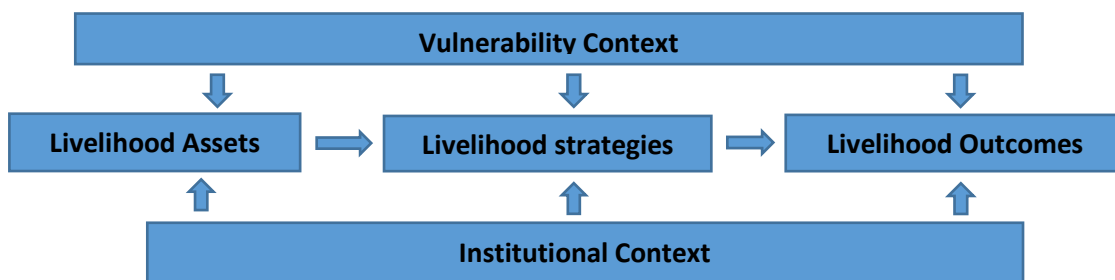 Vulnerability Context
Livelihood Assets
Livelihood strategies
Livelihood Outcomes
Institutional Context